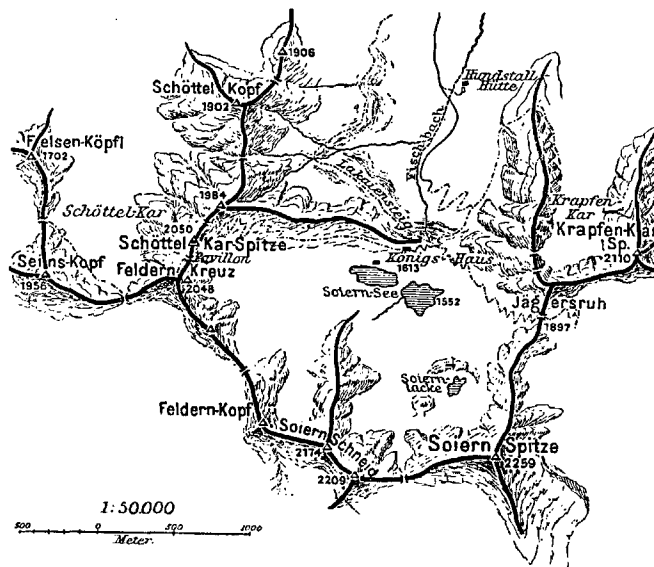 1906
Hundstall
Hütte
Schöttel Kopf
1902
Fischbach
Felsen-Köpfl
1702
Schöttel-Kar
1984
Krapfen
Kar
Krapfen-Kar
Sp.
2110
2050
Schöttel Kar-Spitze
Pavillon
Seins-Kopf
1956
Feldern Kreuz
2048
Königs Haus
1613
Soiern-See
1552
Jägersruh
1897
Soiern-
lacke
Feldern-Kopf
Soiern Schneid
2174
2209
Soiern Spitze
2259
1:50.000
500 0 500 1000
Meter.